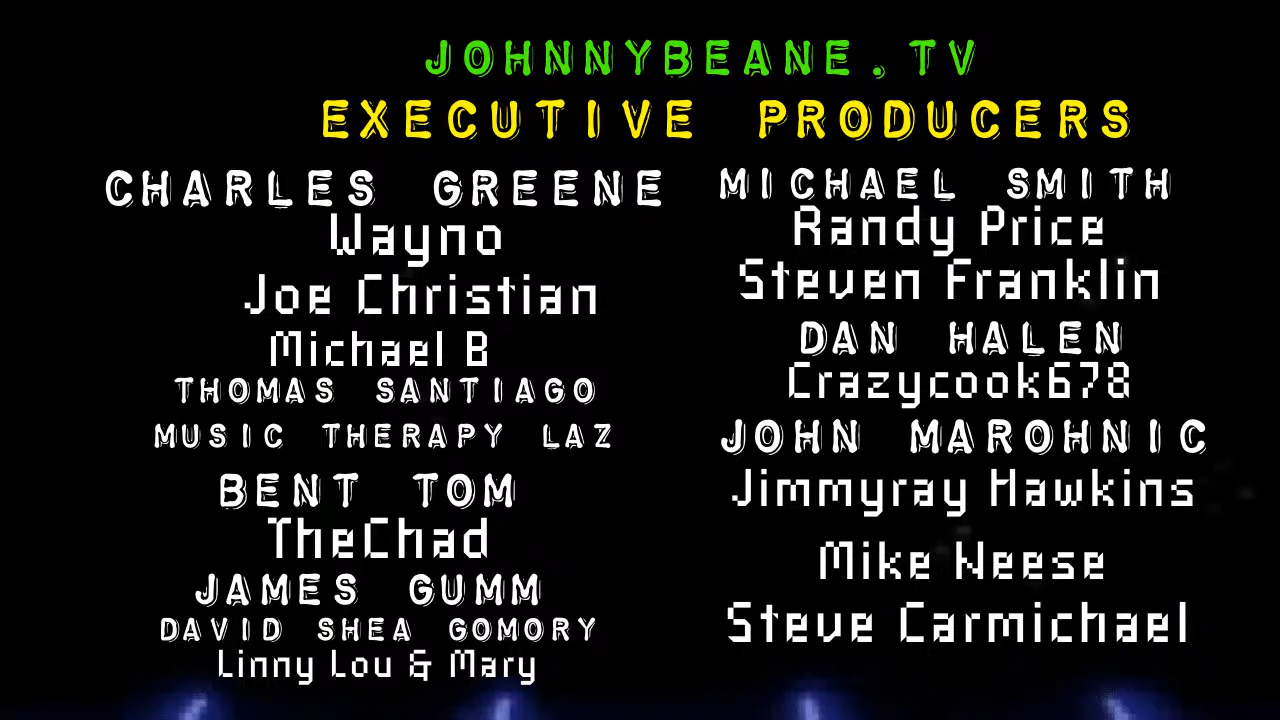 JOHNNYBEANE.TV
EXECUTIVE PRODUCERS
CHARLES GREENE
Wayno
Joe Christian
Michael B
THOMAS SANTIAGO
MUSIC THERAPY LAZ
BENT TOM
TheChad
JAMES GUMM
DAVID SHEA GOMORY
Linny Lou & Mary
MICHAEL SMITH
Randy Price
Steven Franklin
DAN HALEN
Crazycook678
JOHN MAROHNIC
Jimmyray Hawkins
Mike Neese
Steve Carmichael